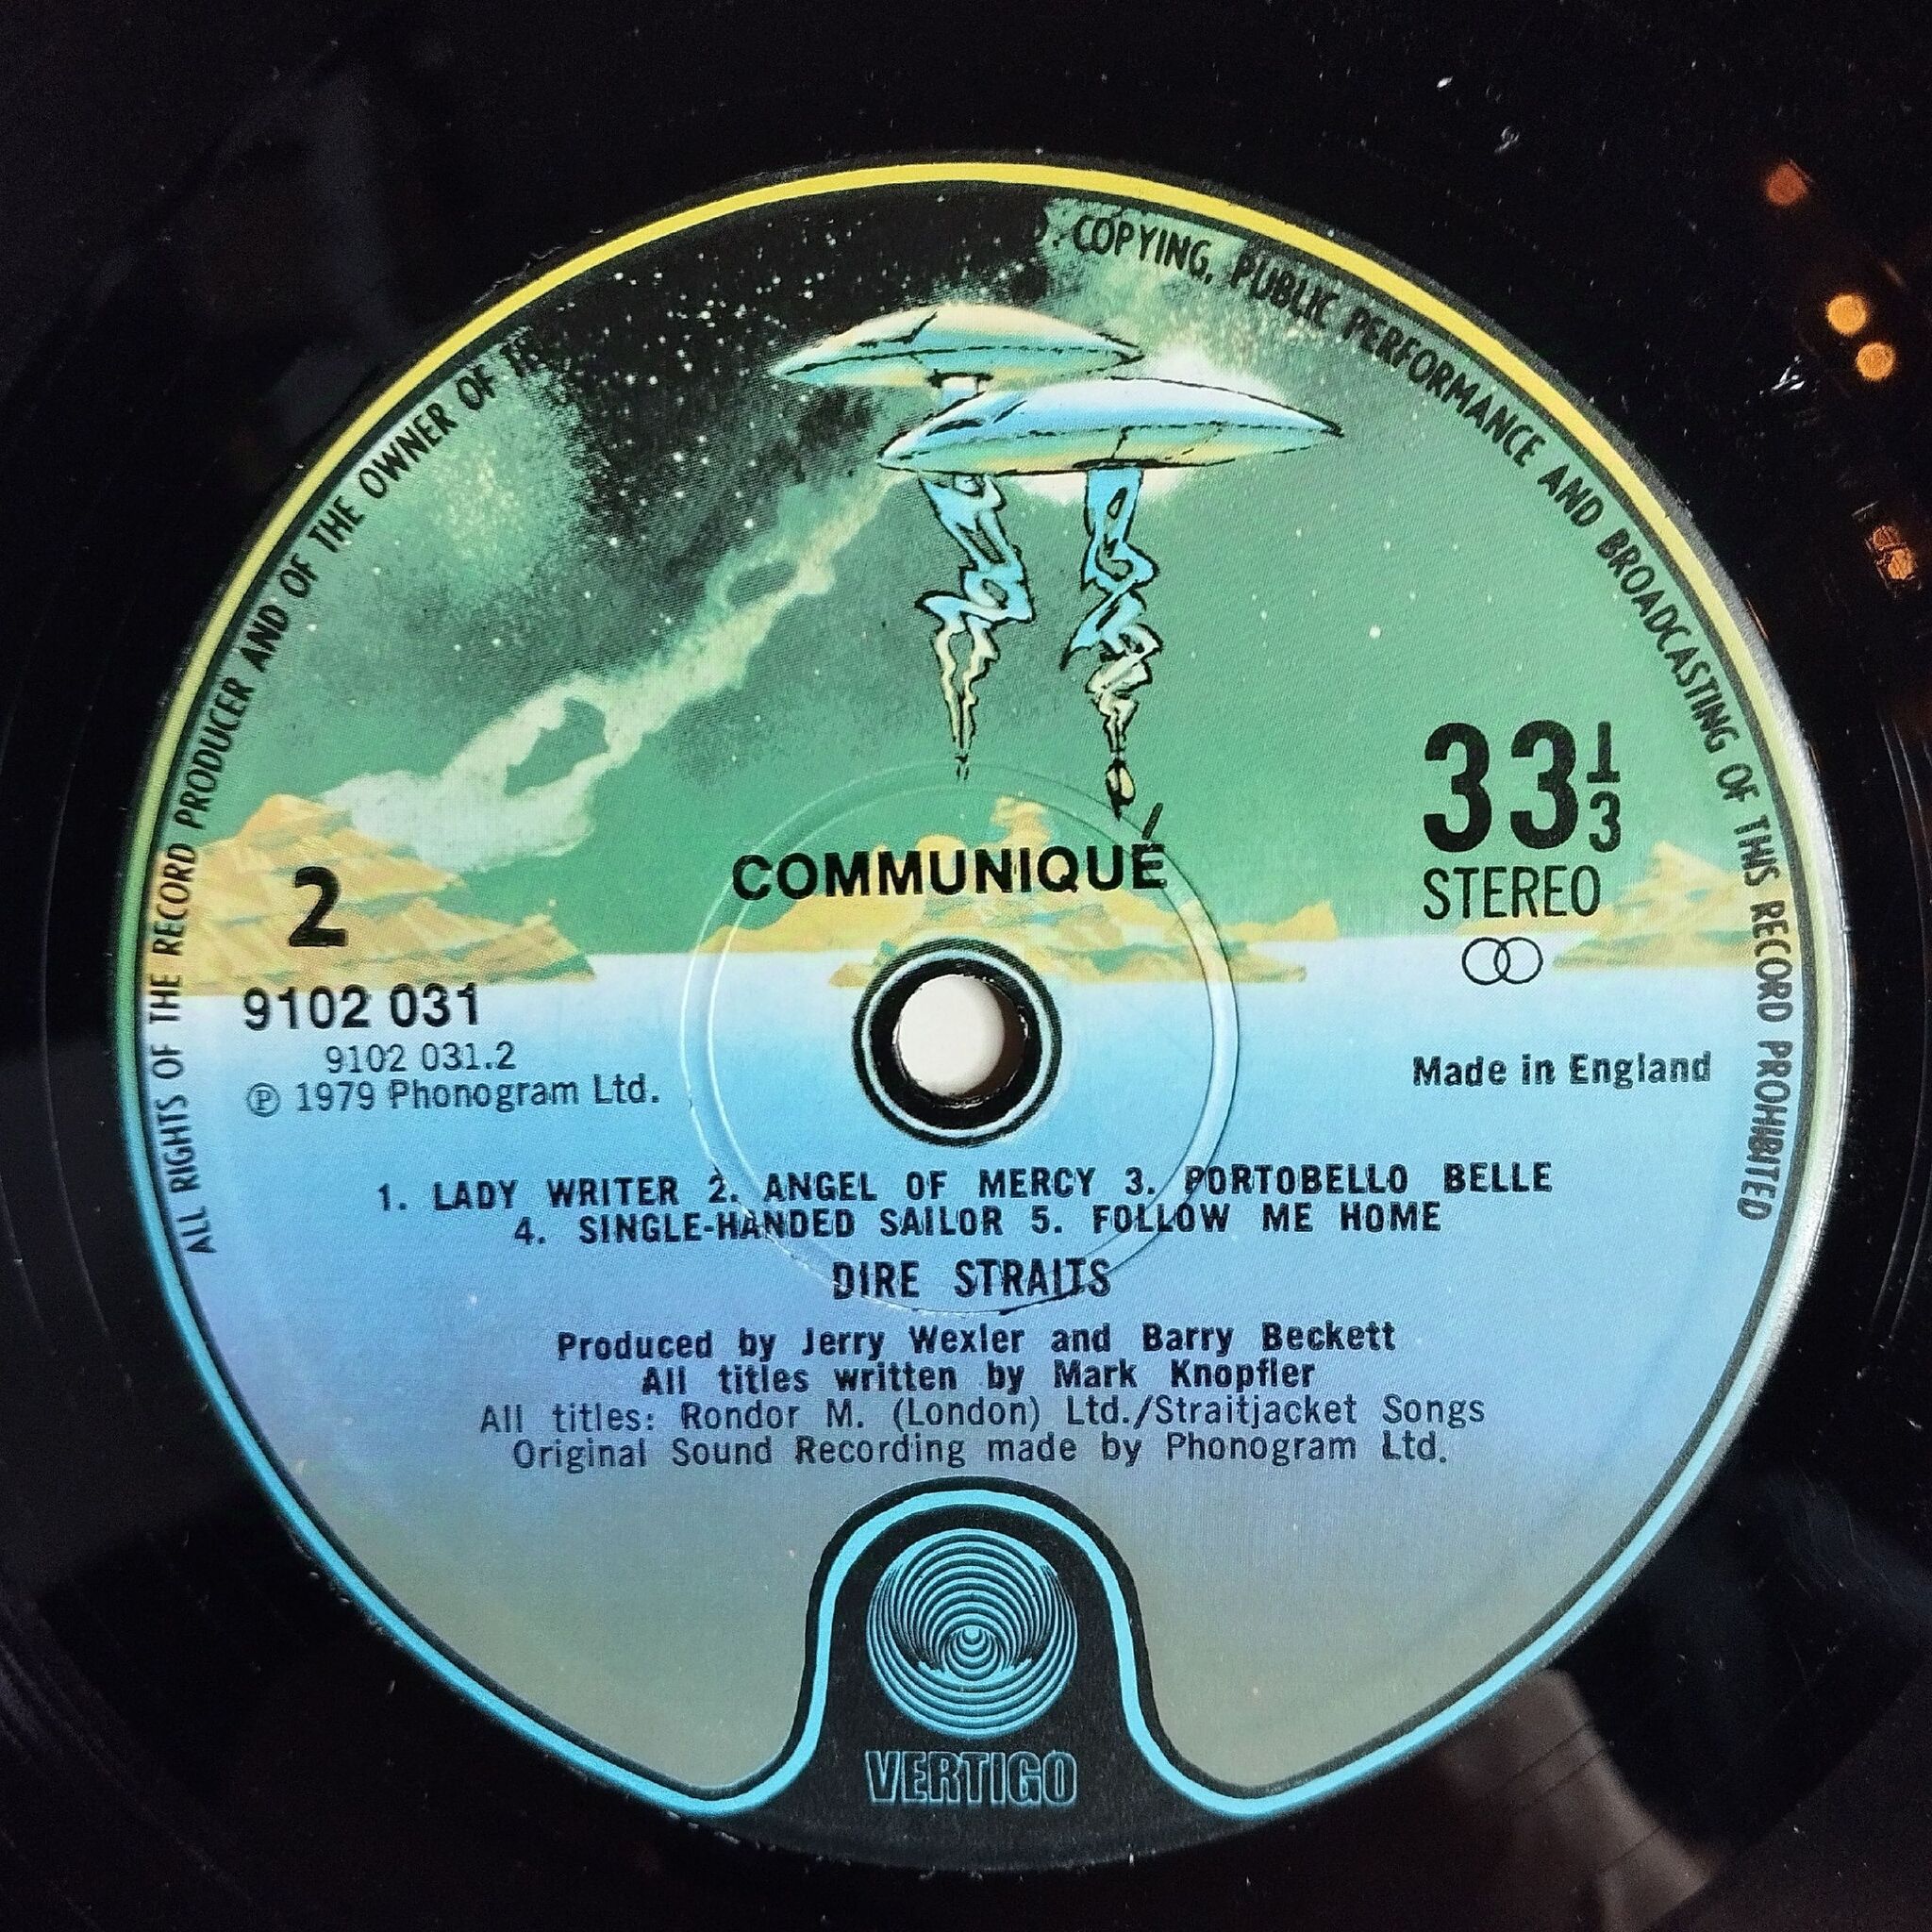 ALL RIGHTS OF THE RECORD PRODUCER AND OF THE OWNER OF
COPYING, PUBLIC PERFORMANCE AND BROADCASTING OF THIS RECORD PROHIBITED
33 1/3
STEREO
COMMUNIQUÉ
2
9102 031
9102 031.2
℗ 1979 Phonogram Ltd.
Made in England
1. LADY WRITER 2. ANGEL OF MERCY 3. PORTOBELLO BELLE
4. SINGLE-HANDED SAILOR 5. FOLLOW ME HOME
DIRE STRAITS
Produced by Jerry Wexler and Barry Beckett
All titles written by Mark Knopfler
All titles: Rondor M. (London) Ltd./Straitjacket Songs
Original Sound Recording made by Phonogram Ltd.
VERTIGO